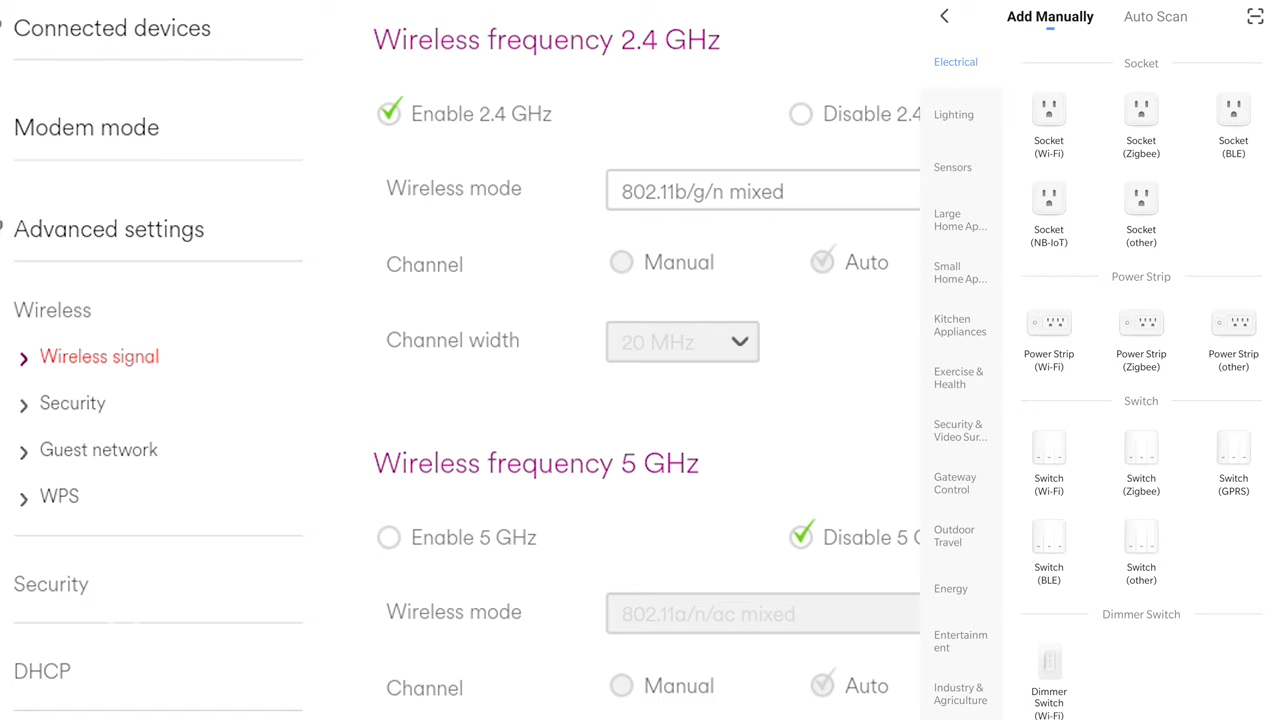 Connected devices
Modem mode
Advanced settings
Wireless
Wireless signal
Security
Guest network
WPS
Security
DHCP
Wireless frequency 2.4 GHz
Enable 2.4 GHz
Disable 2.4
Wireless mode
802.11b/g/n mixed
Channel
Manual
Auto
Channel width
20 MHz
Wireless frequency 5 GHz
Enable 5 GHz
Disable 5 G
Wireless mode
802.11a/n/ac mixed
Channel
Manual
Auto
Add Manually
Auto Scan
Electrical
Lighting
Sensors
Large
Home Ap...
Small
Home Ap...
Kitchen
Appliances
Exercise &
Health
Security &
Video Sur...
Gateway
Control
Outdoor
Travel
Energy
Entertainm
ent
Industry &
Agriculture
Socket
Socket
(Wi-Fi)
Socket
(Zigbee)
Socket
(BLE)
Socket
(NB-IoT)
Socket
(other)
Power Strip
Power Strip
(Wi-Fi)
Power Strip
(Zigbee)
Power Strip
(other)
Switch
Switch
(Wi-Fi)
Switch
(Zigbee)
Switch
(GPRS)
Switch
(BLE)
Switch
(other)
Dimmer Switch
Dimmer
Switch
(Wi-Fi)